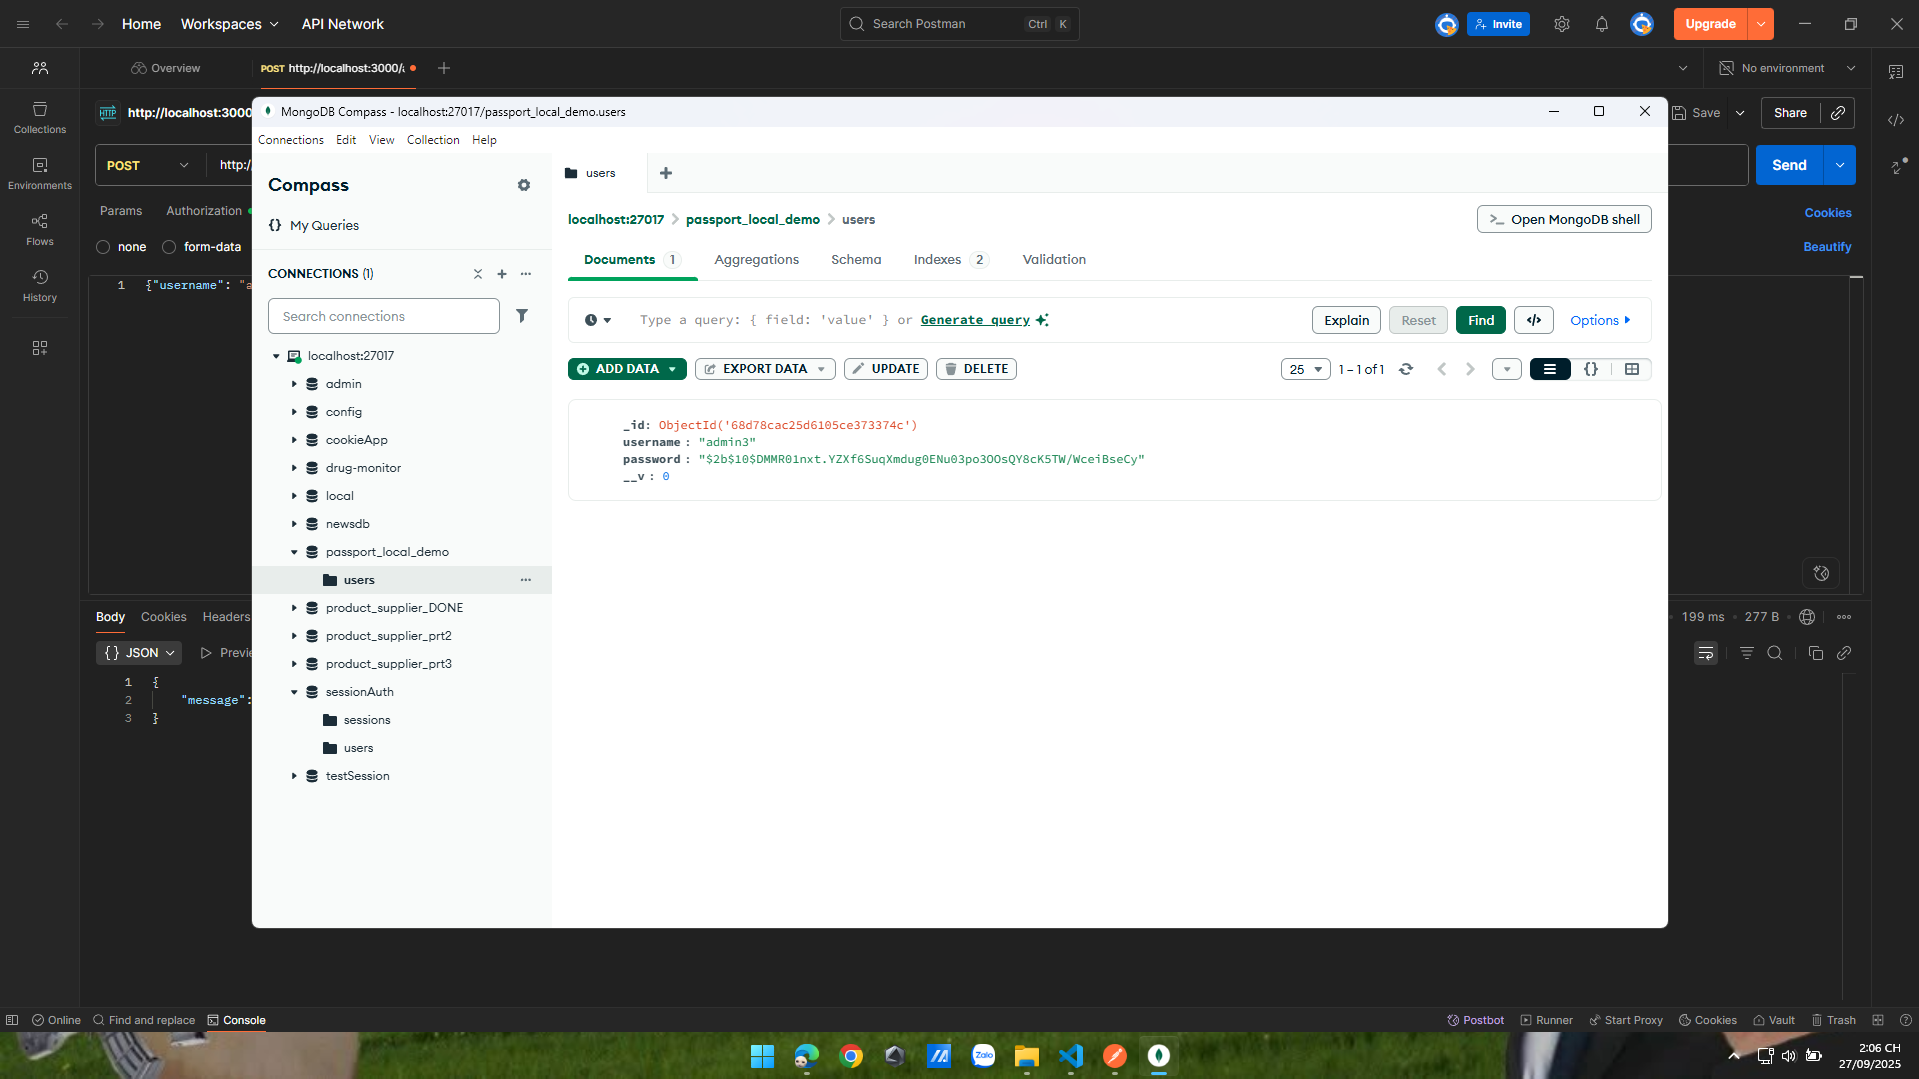 Home Workspaces API Network Search Postman Ctrl K Invite Upgrade
Overview POST http://localhost:3000/ No environment
HTTP http://localhost:3000 Save Share
Collections
Environments
Flows
History
POST http:/ Send
Params Authorization Cookies
none form-data Beautify
1 {"username": "a
MongoDB Compass - localhost:27017/passport_local_demo.users
Connections Edit View Collection Help
Compass
{} My Queries
CONNECTIONS (1)
Search connections
localhost:27017
admin
config
cookieApp
drug-monitor
local
newsdb
passport_local_demo
users
product_supplier_DONE
product_supplier_prt2
product_supplier_prt3
sessionAuth
sessions
users
testSession
users
localhost:27017 > passport_local_demo > users
>_ Open MongoDB shell
Documents 1 Aggregations Schema Indexes 2 Validation
Type a query: { field: 'value' } or Generate query
Explain Reset Find </> Options
ADD DATA EXPORT DATA UPDATE DELETE 25 1 – 1 of 1 {}
_id: ObjectId('68d78cac25d6105ce373374c')
username : "admin3"
password : "$2b$10$DMMR01nxt.YZXf6SuqXmdug0ENu03po3OOsQY8cK5TW/WceiBseCy"
__v : 0
Body Cookies Headers 199 ms 277 B
{} JSON Previe
1 {
2 "message":
3 }
Online Find and replace Console Postbot Runner Start Proxy Cookies Vault Trash
Zalo
2:06 CH
27/09/2025